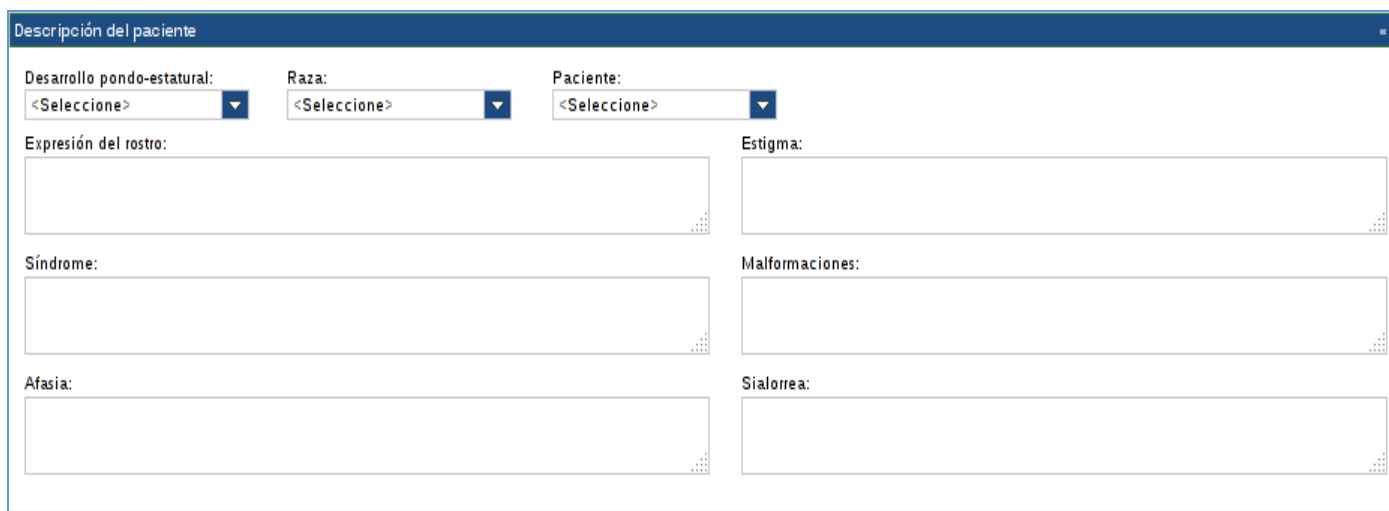 Descripción del paciente «
Desarrollo pondo-estatural: Raza: Paciente:
<Seleccione> <Seleccione> <Seleccione>
Expresión del rostro: Estigma:
Síndrome: Malformaciones:
Afasia: Sialorrea: